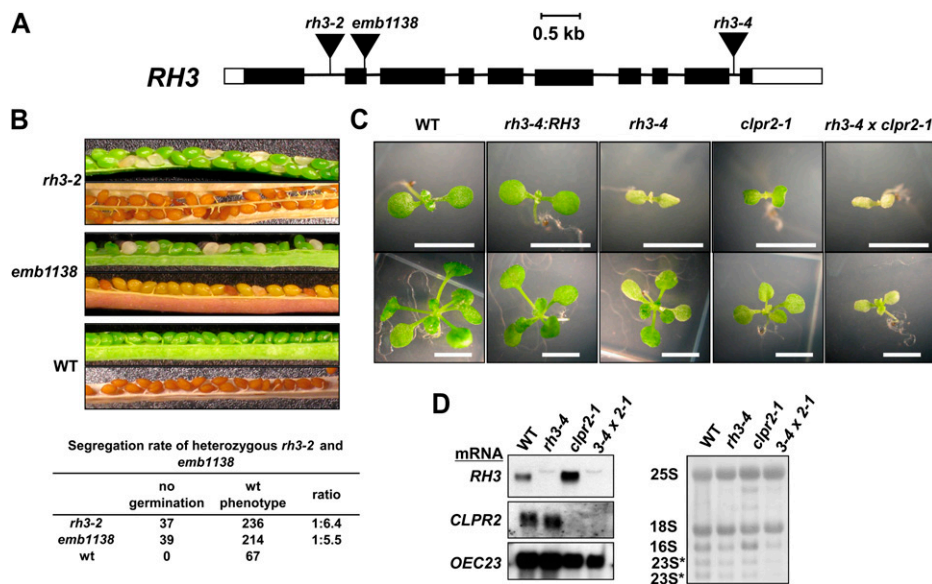 A
rh3-2
emb1138
0.5 kb
rh3-4
RH3
B
rh3-2
emb1138
WT
Segregation rate of heterozygous rh3-2 and
emb1138
no germination wt phenotype ratio
rh3-2 37 236 1:6.4
emb1138 39 214 1:5.5
wt 0 67
C
WT rh3-4:RH3 rh3-4 clpr2-1 rh3-4 x clpr2-1
D
mRNA WT rh3-4 clpr2-1 3-4 x 2-1
RH3
CLPR2
OEC23
WT rh3-4 clpr2-1 3-4 x 2-1
25S
18S
16S
23S*
23S*